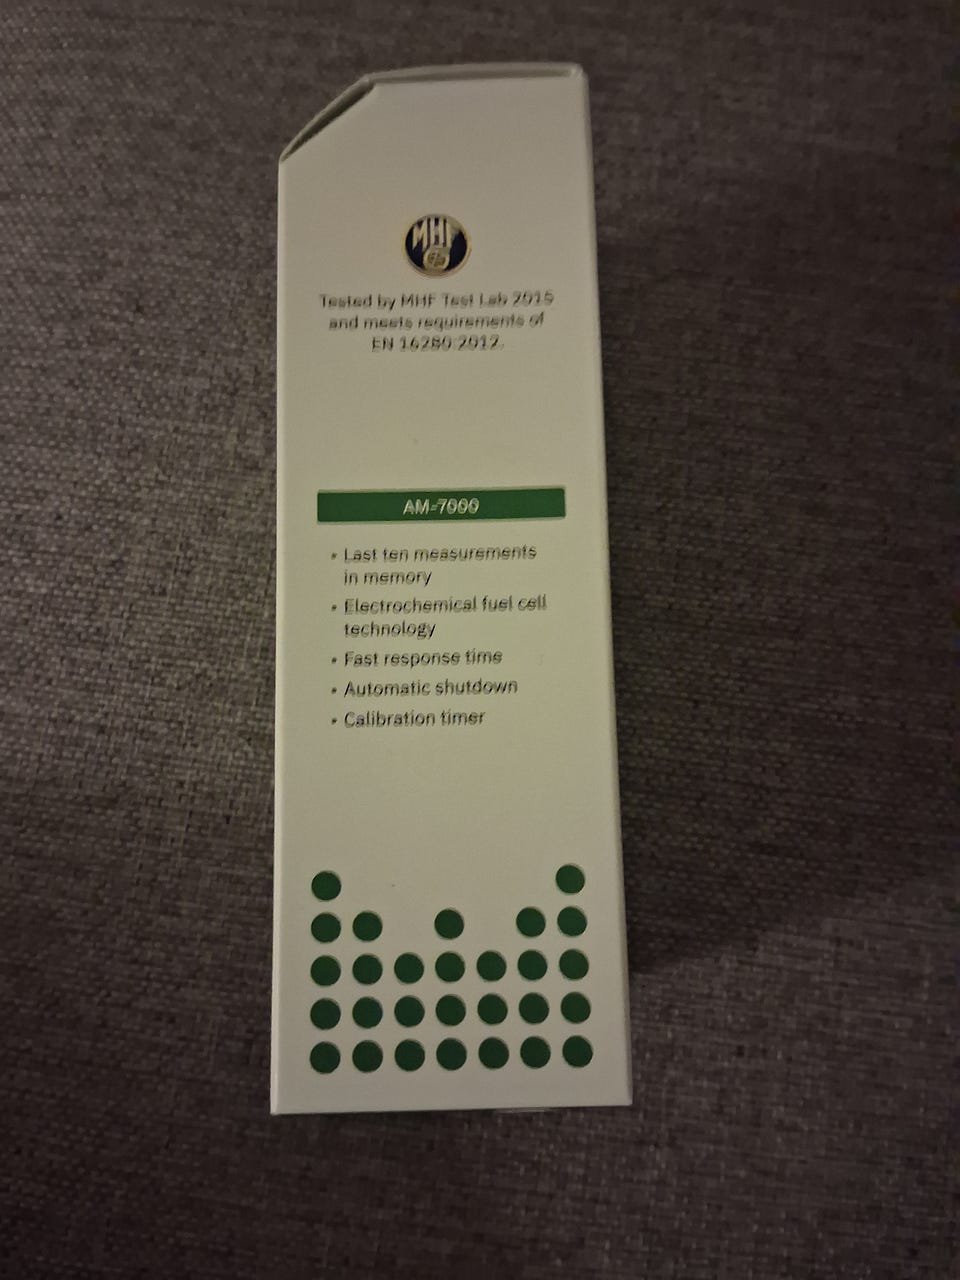 MHF
Tested by MHF Test Lab 2015
and meets requirements of
EN 16280:2012.
AM-7000
• Last ten measurements
in memory
• Electrochemical fuel cell
technology
• Fast response time
• Automatic shutdown
• Calibration timer